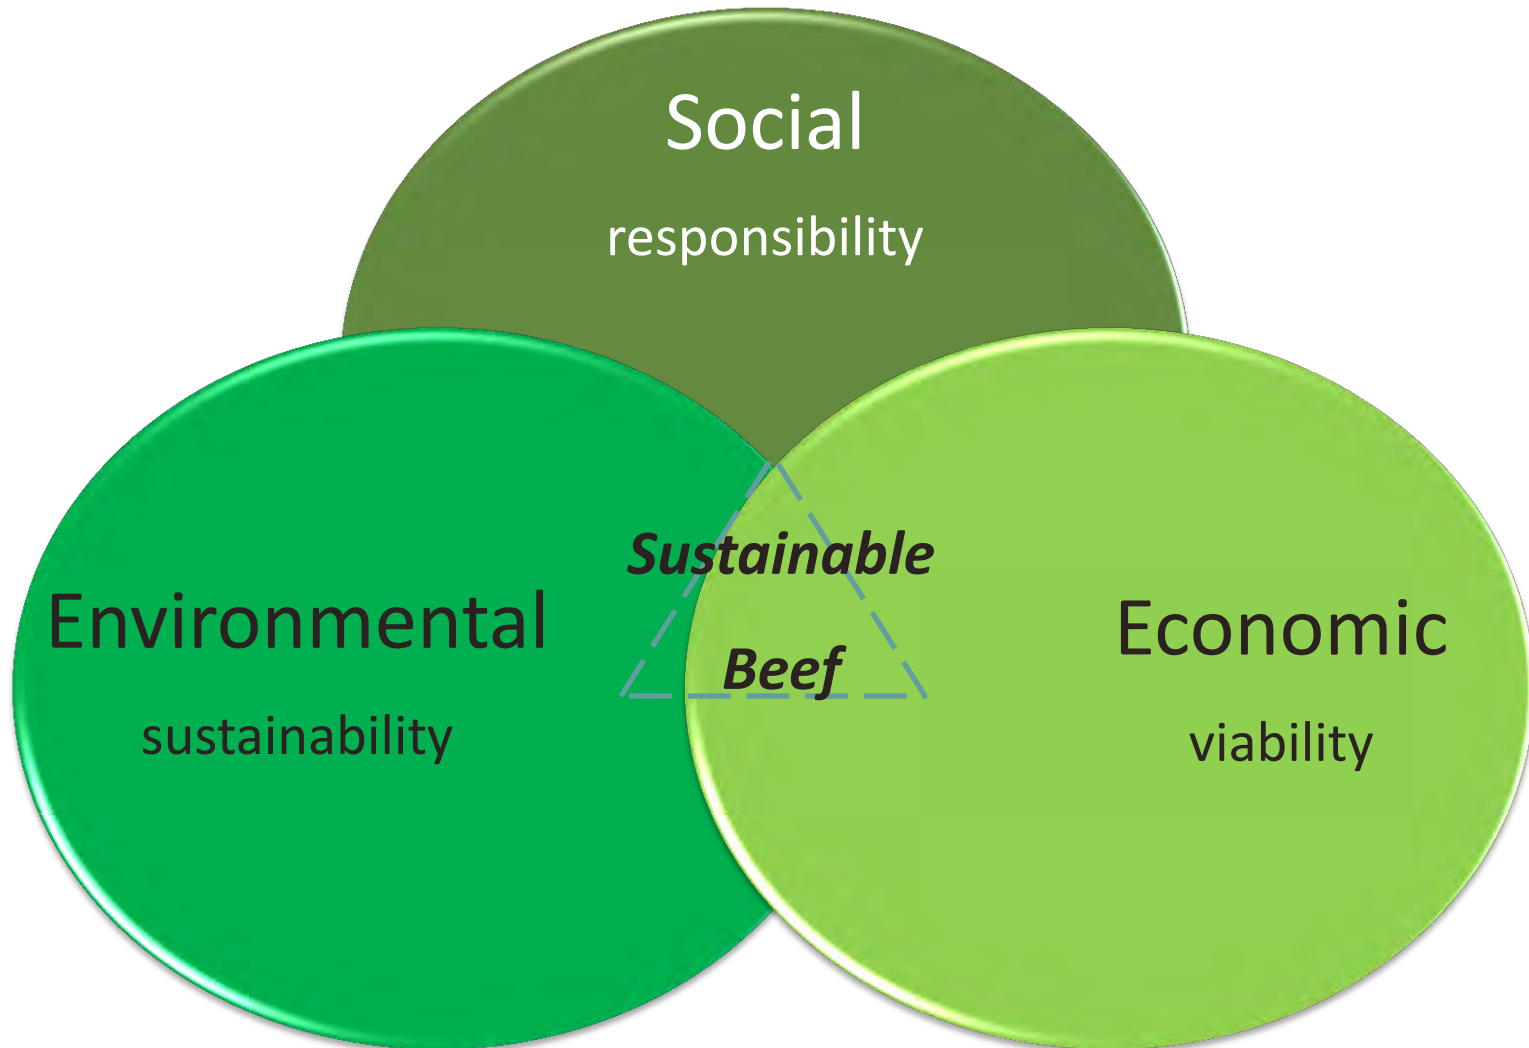 Social
responsibility
Sustainable
Beef
Environmental
sustainability
Economic
viability